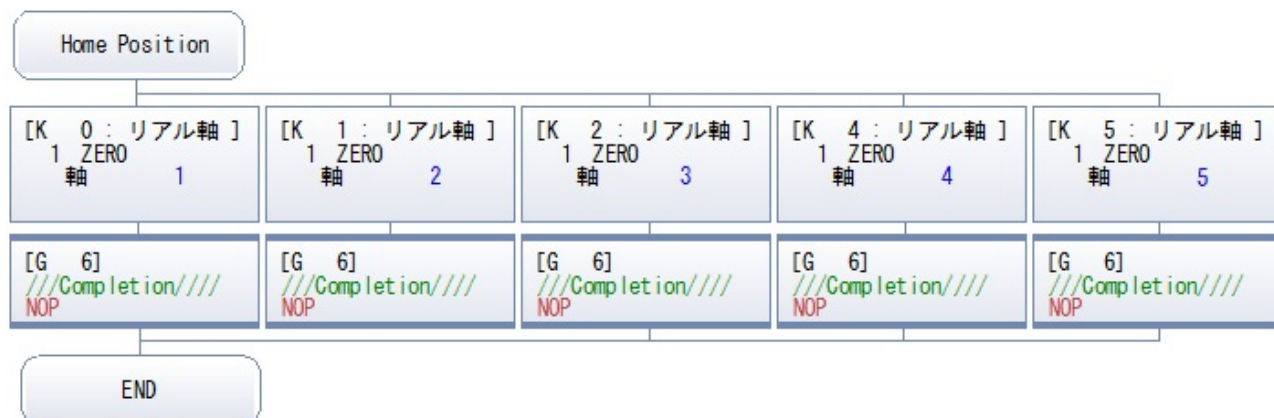 Home Position
[K 0 : リアル軸 ]
1 ZERO
軸 1
[K 1 : リアル軸 ]
1 ZERO
軸 2
[K 2 : リアル軸 ]
1 ZERO
軸 3
[K 4 : リアル軸 ]
1 ZERO
軸 4
[K 5 : リアル軸 ]
1 ZERO
軸 5
[G 6]
///Completion////
NOP
[G 6]
///Completion////
NOP
[G 6]
///Completion////
NOP
[G 6]
///Completion////
NOP
[G 6]
///Completion////
NOP
END